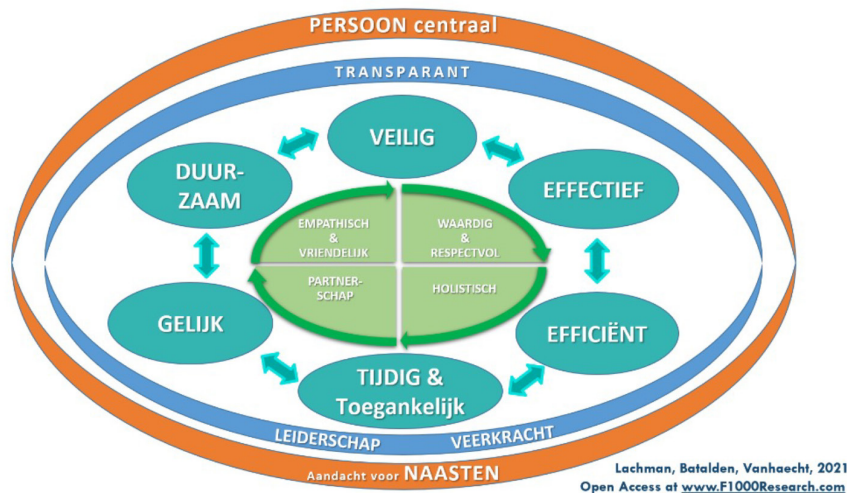 PERSOON centraal
TRANSPARANT
VEILIG
DUUR-
ZAAM
EFFECTIEF
EMPATHISCH
&
VRIENDELIJK
WAARDIG
&
RESPECTVOL
PARTNER-
SCHAP
HOLISTISCH
GELIJK
EFFICIËNT
TIJDIG &
Toegankelijk
LEIDERSCHAP
VEERKRACHT
Aandacht voor NAASTEN
Lachman, Batalden, Vanhaecht, 2021
Open Access at www.F1000Research.com